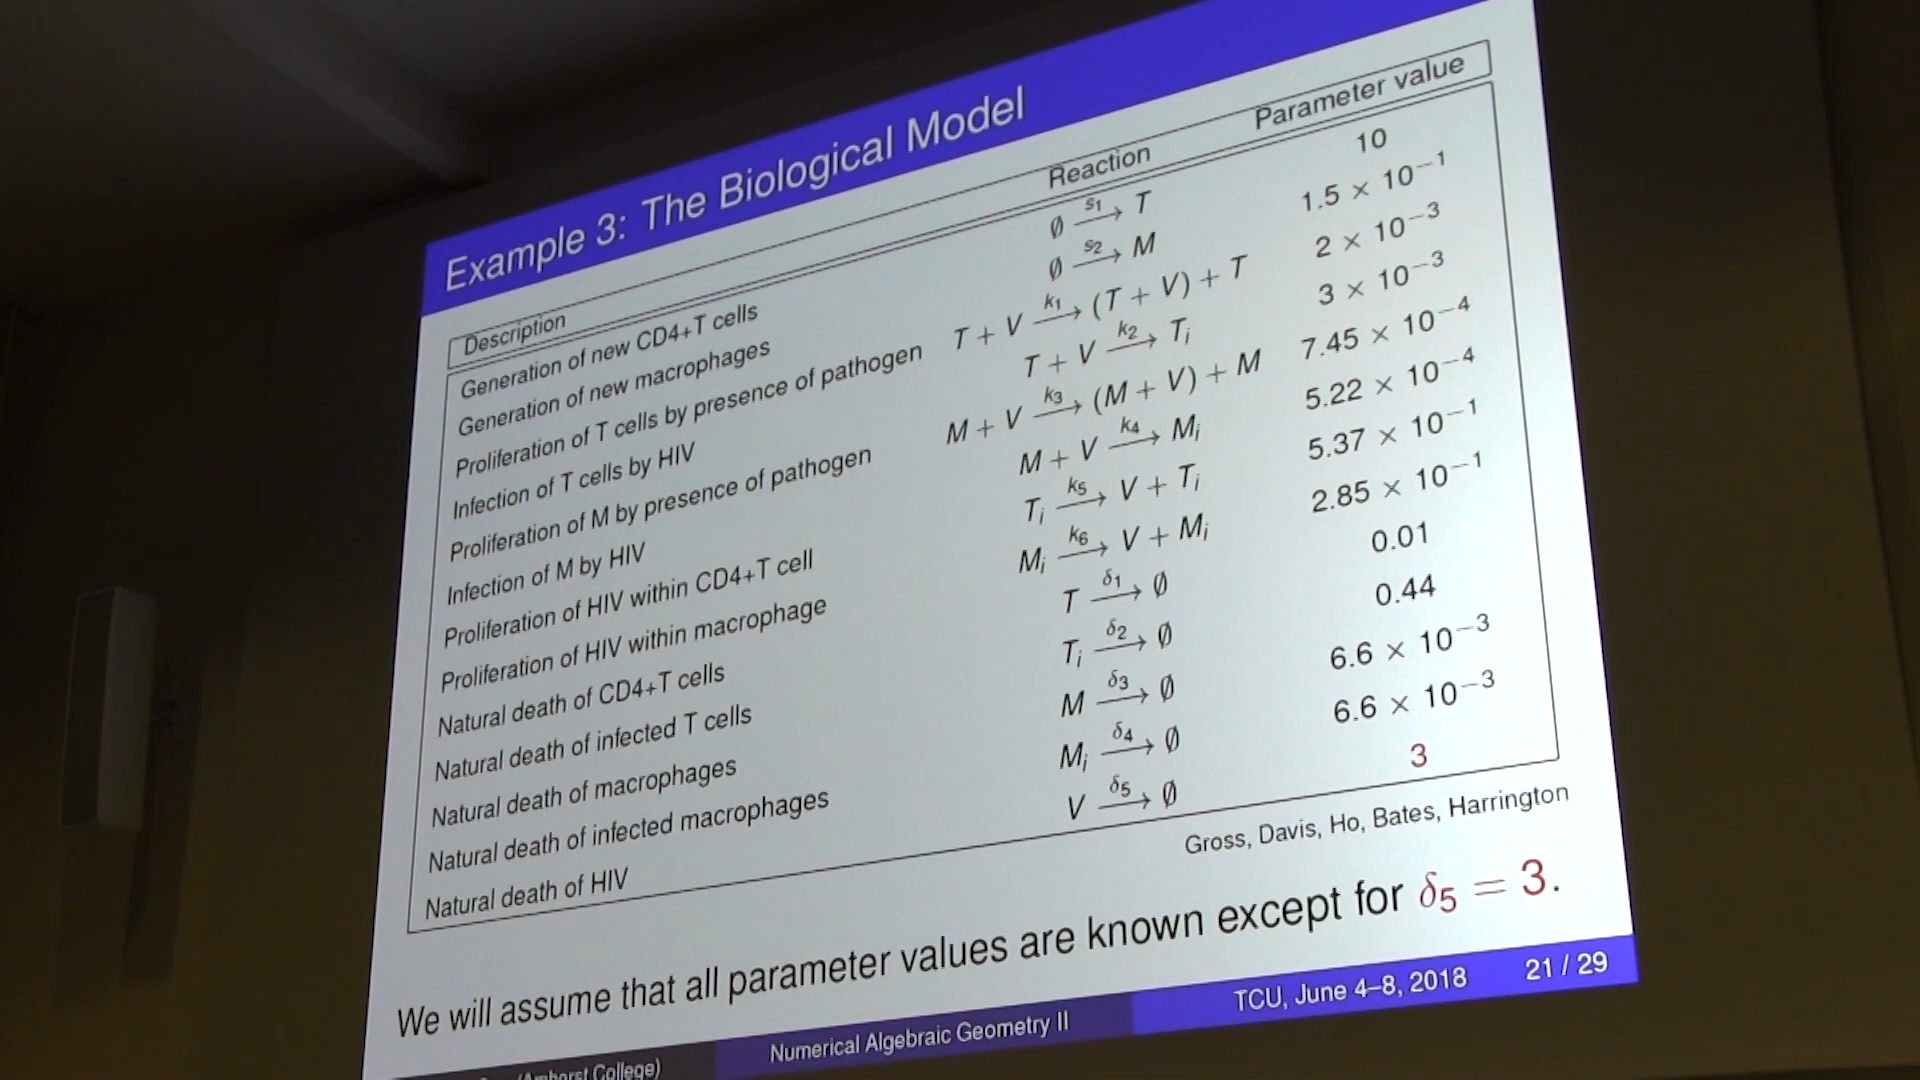 Example 3: The Biological Model
Description Reaction Parameter value
Generation of new CD4+T cells ∅ —s₁→ T 10
Generation of new macrophages ∅ —s₂→ M 1.5 × 10⁻¹
Proliferation of T cells by presence of pathogen T + V —k₁→ (T + V) + T 2 × 10⁻³
Infection of T cells by HIV T + V —k₂→ Tᵢ 3 × 10⁻³
Proliferation of M by presence of pathogen M + V —k₃→ (M + V) + M 7.45 × 10⁻⁴
Infection of M by HIV M + V —k₄→ Mᵢ 5.22 × 10⁻⁴
Proliferation of HIV within CD4+T cell Tᵢ —k₅→ V + Tᵢ 5.37 × 10⁻¹
Proliferation of HIV within macrophage Mᵢ —k₆→ V + Mᵢ 2.85 × 10⁻¹
Natural death of CD4+T cells T —δ₁→ ∅ 0.01
Natural death of infected T cells Tᵢ —δ₂→ ∅ 0.44
Natural death of macrophages M —δ₃→ ∅ 6.6 × 10⁻³
Natural death of infected macrophages Mᵢ —δ₄→ ∅ 6.6 × 10⁻³
Natural death of HIV V —δ₅→ ∅ 3
Gross, Davis, Ho, Bates, Harrington
We will assume that all parameter values are known except for δ₅ = 3.
(Amherst College) Numerical Algebraic Geometry II TCU, June 4–8, 2018 21 / 29